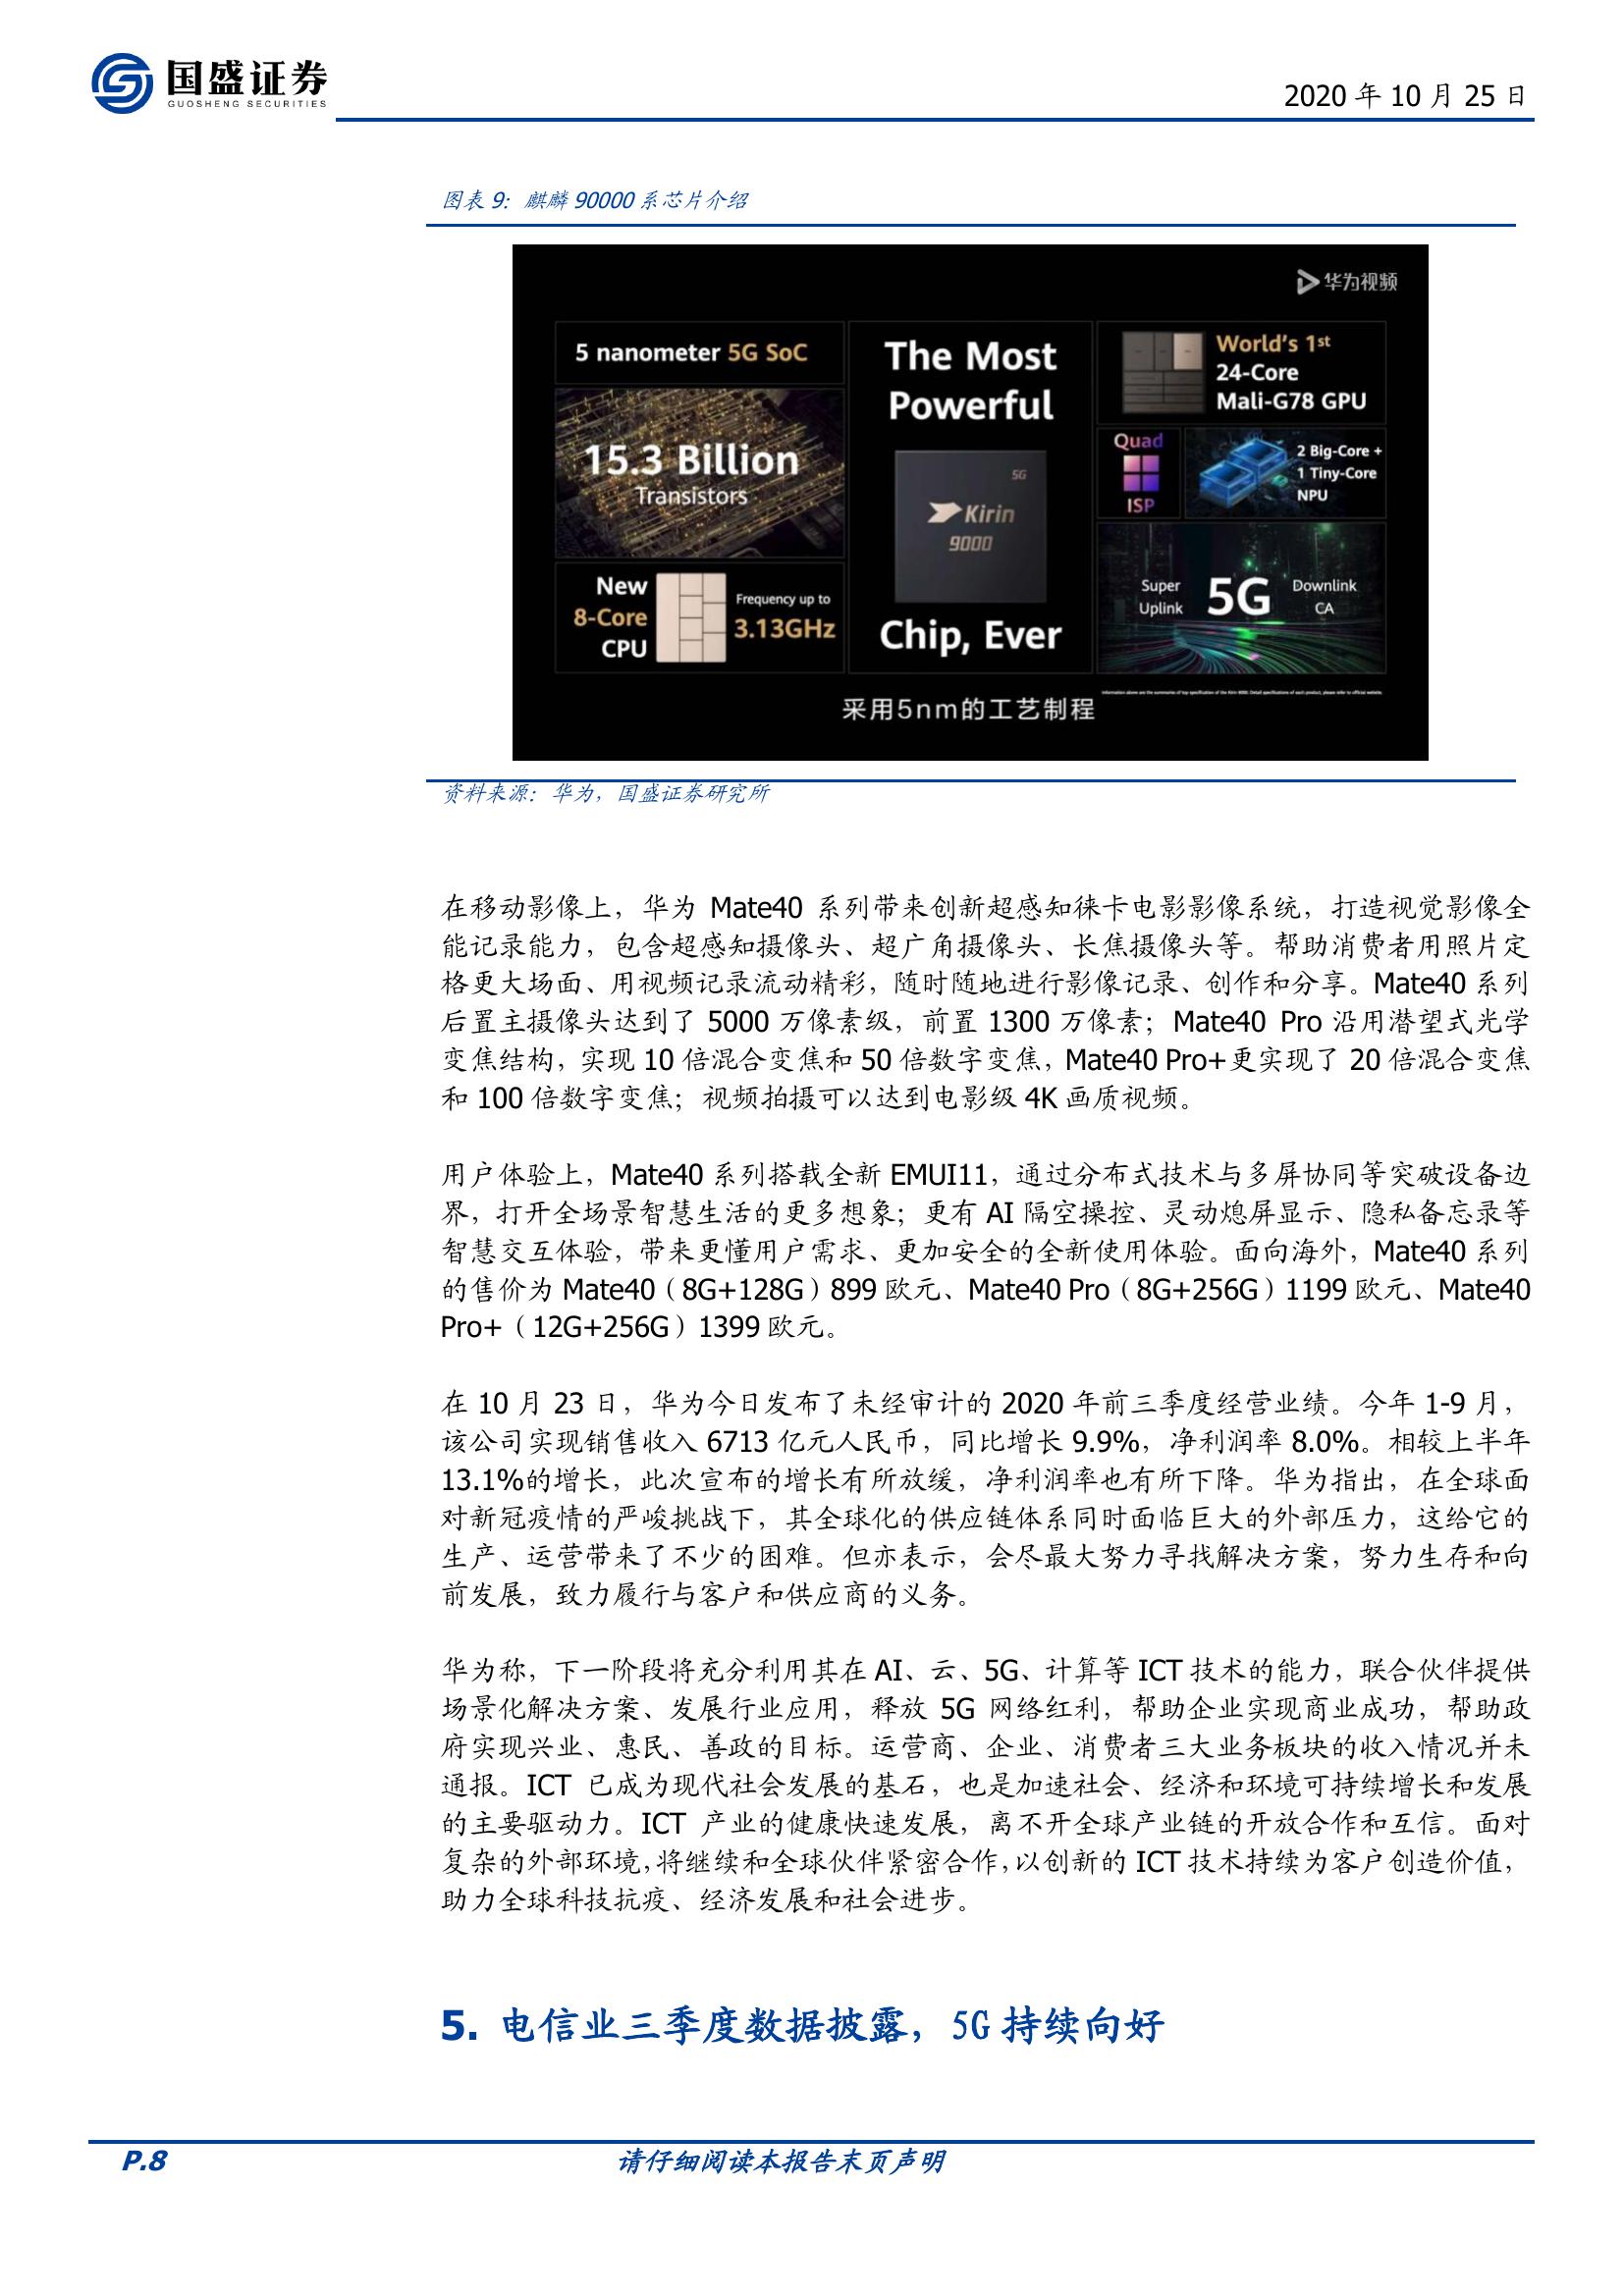 国盛证券
GUOSHENG SECURITIES
2020 年 10 月 25 日
图表 9：麒麟 90000 系芯片介绍
华为视频
5 nanometer 5G SoC
15.3 Billion
Transistors
New
8-Core
CPU
Frequency up to
3.13GHz
The Most
Powerful
5G
Kirin
9000
Chip, Ever
World's 1st
24-Core
Mali-G78 GPU
Quad
ISP
2 Big-Core +
1 Tiny-Core
NPU
Super
Uplink
5G
Downlink
CA
Information above are the summaries of top specification of the Kirin 9000. Detail specifications of each product, please refer to official website.
采用5nm的工艺制程
资料来源：华为，国盛证券研究所
在移动影像上，华为 Mate40 系列带来创新超感知徕卡电影影像系统，打造视觉影像全
能记录能力，包含超感知摄像头、超广角摄像头、长焦摄像头等。帮助消费者用照片定
格更大场面、用视频记录流动精彩，随时随地进行影像记录、创作和分享。Mate40 系列
后置主摄像头达到了 5000 万像素级，前置 1300 万像素；Mate40 Pro 沿用潜望式光学
变焦结构，实现 10 倍混合变焦和 50 倍数字变焦，Mate40 Pro+更实现了 20 倍混合变焦
和 100 倍数字变焦；视频拍摄可以达到电影级 4K 画质视频。
用户体验上，Mate40 系列搭载全新 EMUI11，通过分布式技术与多屏协同等突破设备边
界，打开全场景智慧生活的更多想象；更有 AI 隔空操控、灵动熄屏显示、隐私备忘录等
智慧交互体验，带来更懂用户需求、更加安全的全新使用体验。面向海外，Mate40 系列
的售价为 Mate40（8G+128G）899 欧元、Mate40 Pro（8G+256G）1199 欧元、Mate40
Pro+（12G+256G）1399 欧元。
在 10 月 23 日，华为今日发布了未经审计的 2020 年前三季度经营业绩。今年 1-9 月，
该公司实现销售收入 6713 亿元人民币，同比增长 9.9%，净利润率 8.0%。相较上半年
13.1%的增长，此次宣布的增长有所放缓，净利润率也有所下降。华为指出，在全球面
对新冠疫情的严峻挑战下，其全球化的供应链体系同时面临巨大的外部压力，这给它的
生产、运营带来了不少的困难。但亦表示，会尽最大努力寻找解决方案，努力生存和向
前发展，致力履行与客户和供应商的义务。
华为称，下一阶段将充分利用其在 AI、云、5G、计算等 ICT 技术的能力，联合伙伴提供
场景化解决方案、发展行业应用，释放 5G 网络红利，帮助企业实现商业成功，帮助政
府实现兴业、惠民、善政的目标。运营商、企业、消费者三大业务板块的收入情况并未
通报。ICT 已成为现代社会发展的基石，也是加速社会、经济和环境可持续增长和发展
的主要驱动力。ICT 产业的健康快速发展，离不开全球产业链的开放合作和互信。面对
复杂的外部环境，将继续和全球伙伴紧密合作，以创新的 ICT 技术持续为客户创造价值，
助力全球科技抗疫、经济发展和社会进步。
5. 电信业三季度数据披露，5G 持续向好
P.8
请仔细阅读本报告末页声明